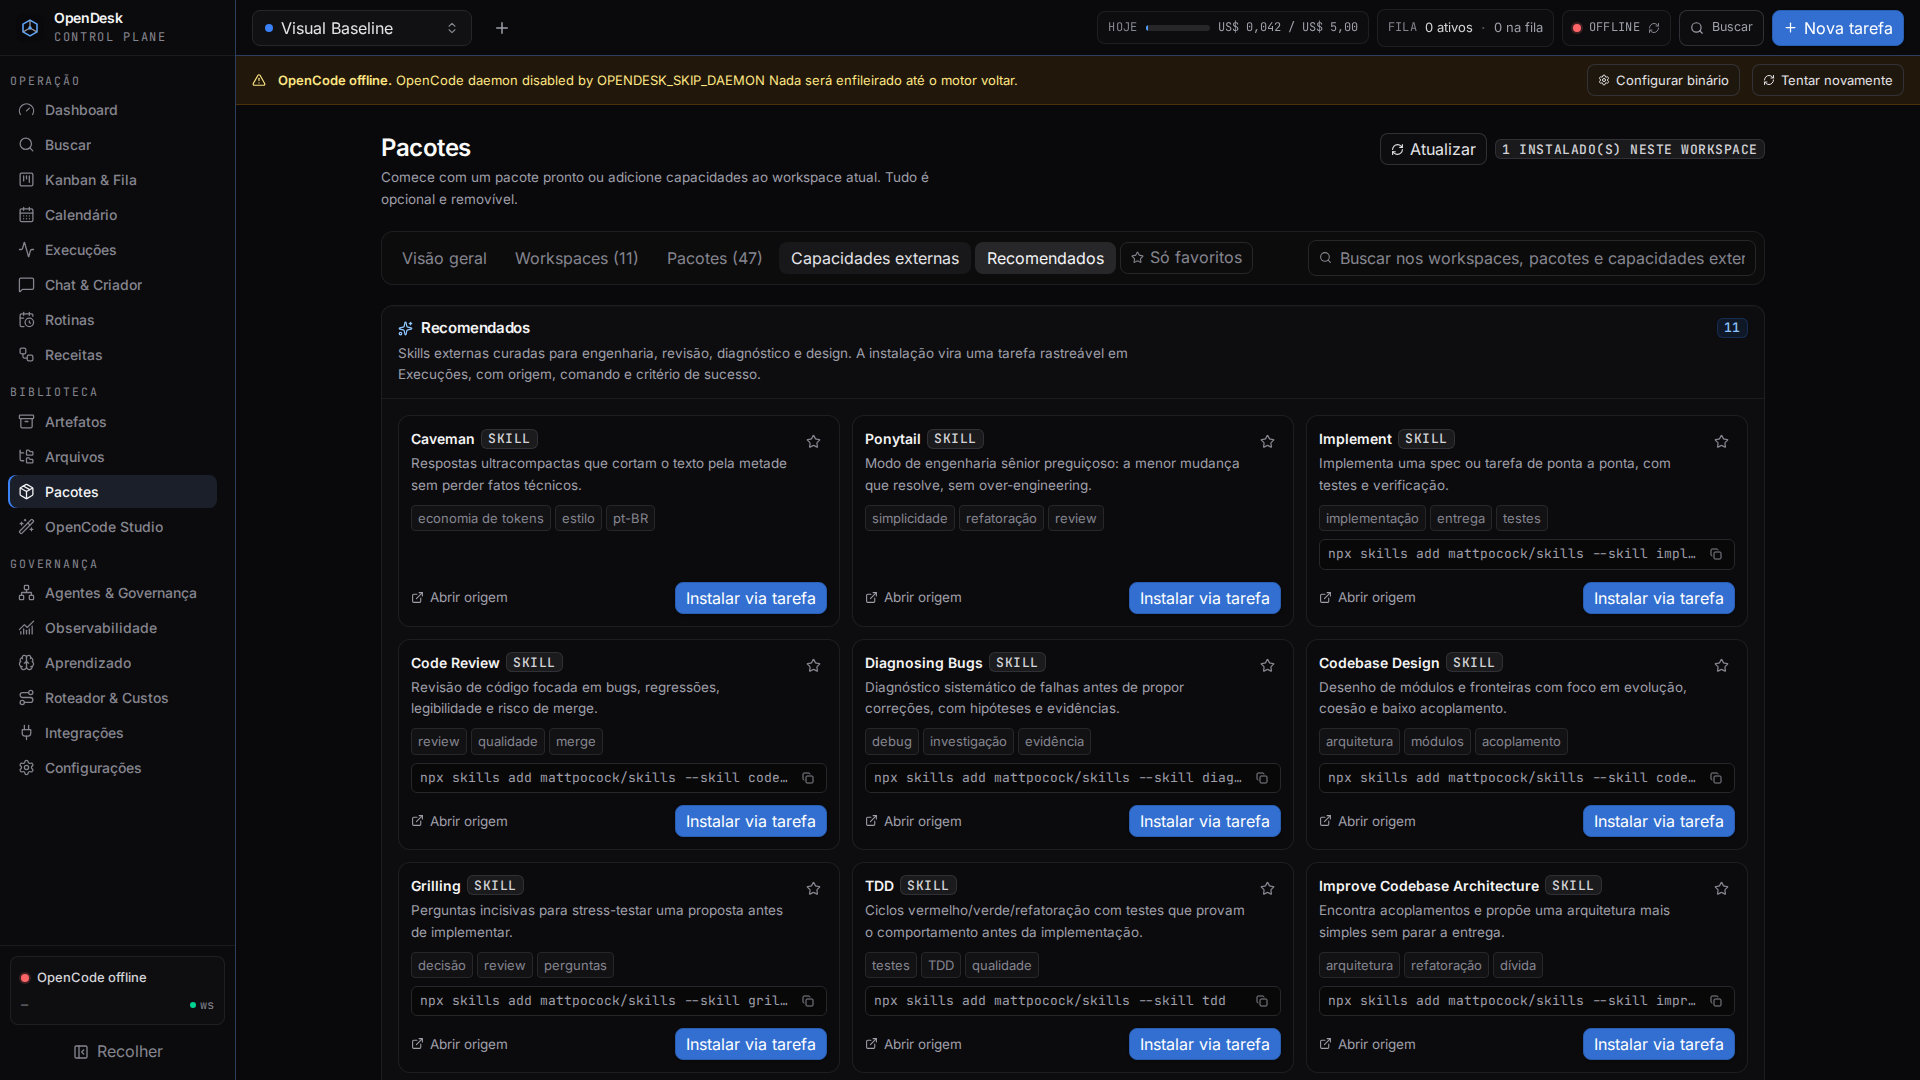 OpenDesk
CONTROL PLANE
OPERAÇÃO
Dashboard
Buscar
Kanban & Fila
Calendário
Execuções
Chat & Criador
Rotinas
Receitas
BIBLIOTECA
Artefatos
Arquivos
Pacotes
OpenCode Studio
GOVERNANÇA
Agentes & Governança
Observabilidade
Aprendizado
Roteador & Custos
Integrações
Configurações
OpenCode offline
—
ws
Recolher
Visual Baseline
HOJE US$ 0,042 / US$ 5,00
FILA 0 ativos · 0 na fila
OFFLINE
Buscar
Nova tarefa
OpenCode offline. OpenCode daemon disabled by OPENDESK_SKIP_DAEMON Nada será enfileirado até o motor voltar.
Configurar binário
Tentar novamente
Pacotes
Comece com um pacote pronto ou adicione capacidades ao workspace atual. Tudo é
opcional e removível.
Atualizar
1 INSTALADO(S) NESTE WORKSPACE
Visão geral
Workspaces (11)
Pacotes (47)
Capacidades externas
Recomendados
Só favoritos
Buscar nos workspaces, pacotes e capacidades exter
Recomendados
11
Skills externas curadas para engenharia, revisão, diagnóstico e design. A instalação vira uma tarefa rastreável em
Execuções, com origem, comando e critério de sucesso.
Caveman SKILL
Respostas ultracompactas que cortam o texto pela metade
sem perder fatos técnicos.
economia de tokens estilo pt-BR
Abrir origem
Instalar via tarefa
Ponytail SKILL
Modo de engenharia sênior preguiçoso: a menor mudança
que resolve, sem over-engineering.
simplicidade refatoração review
Abrir origem
Instalar via tarefa
Implement SKILL
Implementa uma spec ou tarefa de ponta a ponta, com
testes e verificação.
implementação entrega testes
npx skills add mattpocock/skills --skill impl…
Abrir origem
Instalar via tarefa
Code Review SKILL
Revisão de código focada em bugs, regressões,
legibilidade e risco de merge.
review qualidade merge
npx skills add mattpocock/skills --skill code…
Abrir origem
Instalar via tarefa
Diagnosing Bugs SKILL
Diagnóstico sistemático de falhas antes de propor
correções, com hipóteses e evidências.
debug investigação evidência
npx skills add mattpocock/skills --skill diag…
Abrir origem
Instalar via tarefa
Codebase Design SKILL
Desenho de módulos e fronteiras com foco em evolução,
coesão e baixo acoplamento.
arquitetura módulos acoplamento
npx skills add mattpocock/skills --skill code…
Abrir origem
Instalar via tarefa
Grilling SKILL
Perguntas incisivas para stress-testar uma proposta antes
de implementar.
decisão review perguntas
npx skills add mattpocock/skills --skill gril…
Abrir origem
Instalar via tarefa
TDD SKILL
Ciclos vermelho/verde/refatoração com testes que provam
o comportamento antes da implementação.
testes TDD qualidade
npx skills add mattpocock/skills --skill tdd
Abrir origem
Instalar via tarefa
Improve Codebase Architecture SKILL
Encontra acoplamentos e propõe uma arquitetura mais
simples sem parar a entrega.
arquitetura refatoração dívida
npx skills add mattpocock/skills --skill impr…
Abrir origem
Instalar via tarefa